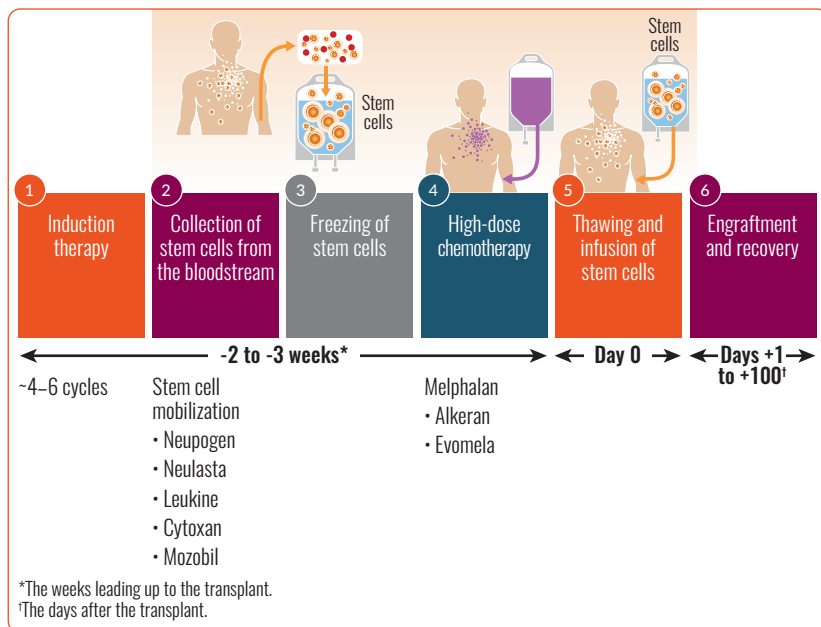 Stem
cells
Stem
cells
1
Induction
therapy
2
Collection of
stem cells from
the bloodstream
3
Freezing of
stem cells
4
High-dose
chemotherapy
5
Thawing and
infusion of
stem cells
6
Engraftment
and recovery
-2 to -3 weeks*
Day 0
Days +1
to +100†
~4–6 cycles
Stem cell
mobilization
• Neupogen
• Neulasta
• Leukine
• Cytoxan
• Mozobil
Melphalan
• Alkeran
• Evomela
*The weeks leading up to the transplant.
†The days after the transplant.